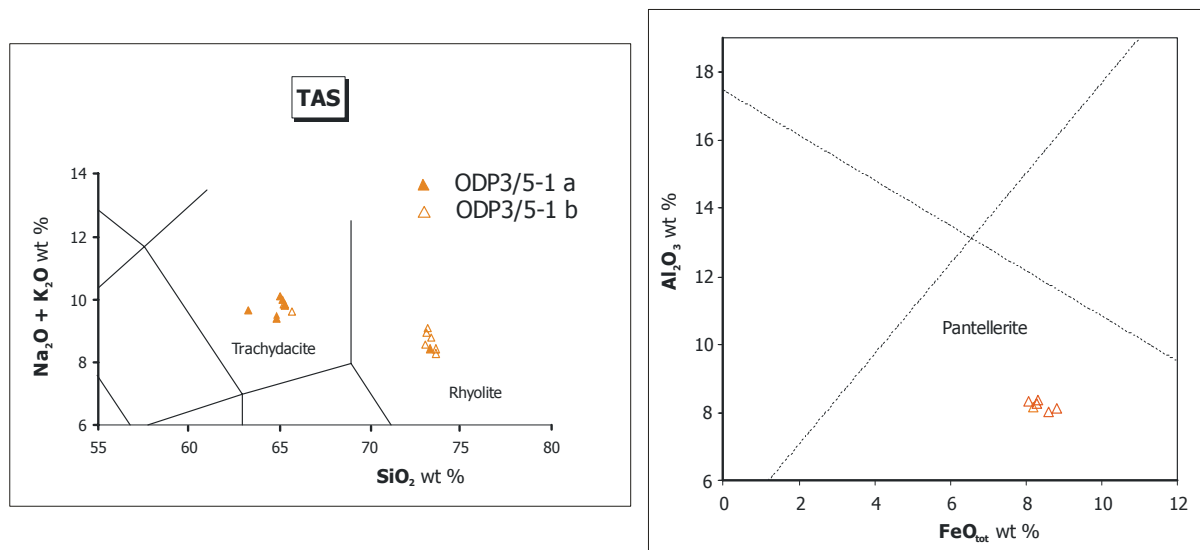 TAS
14
12
10
8
6
Na₂O + K₂O wt %
ODP3/5-1 a
ODP3/5-1 b
Trachydacite
Rhyolite
55 60 65 70 75 80
SiO₂ wt %
18
16
14
12
10
8
6
Al₂O₃ wt %
Pantellerite
0 2 4 6 8 10 12
FeOₜₒₜ wt %